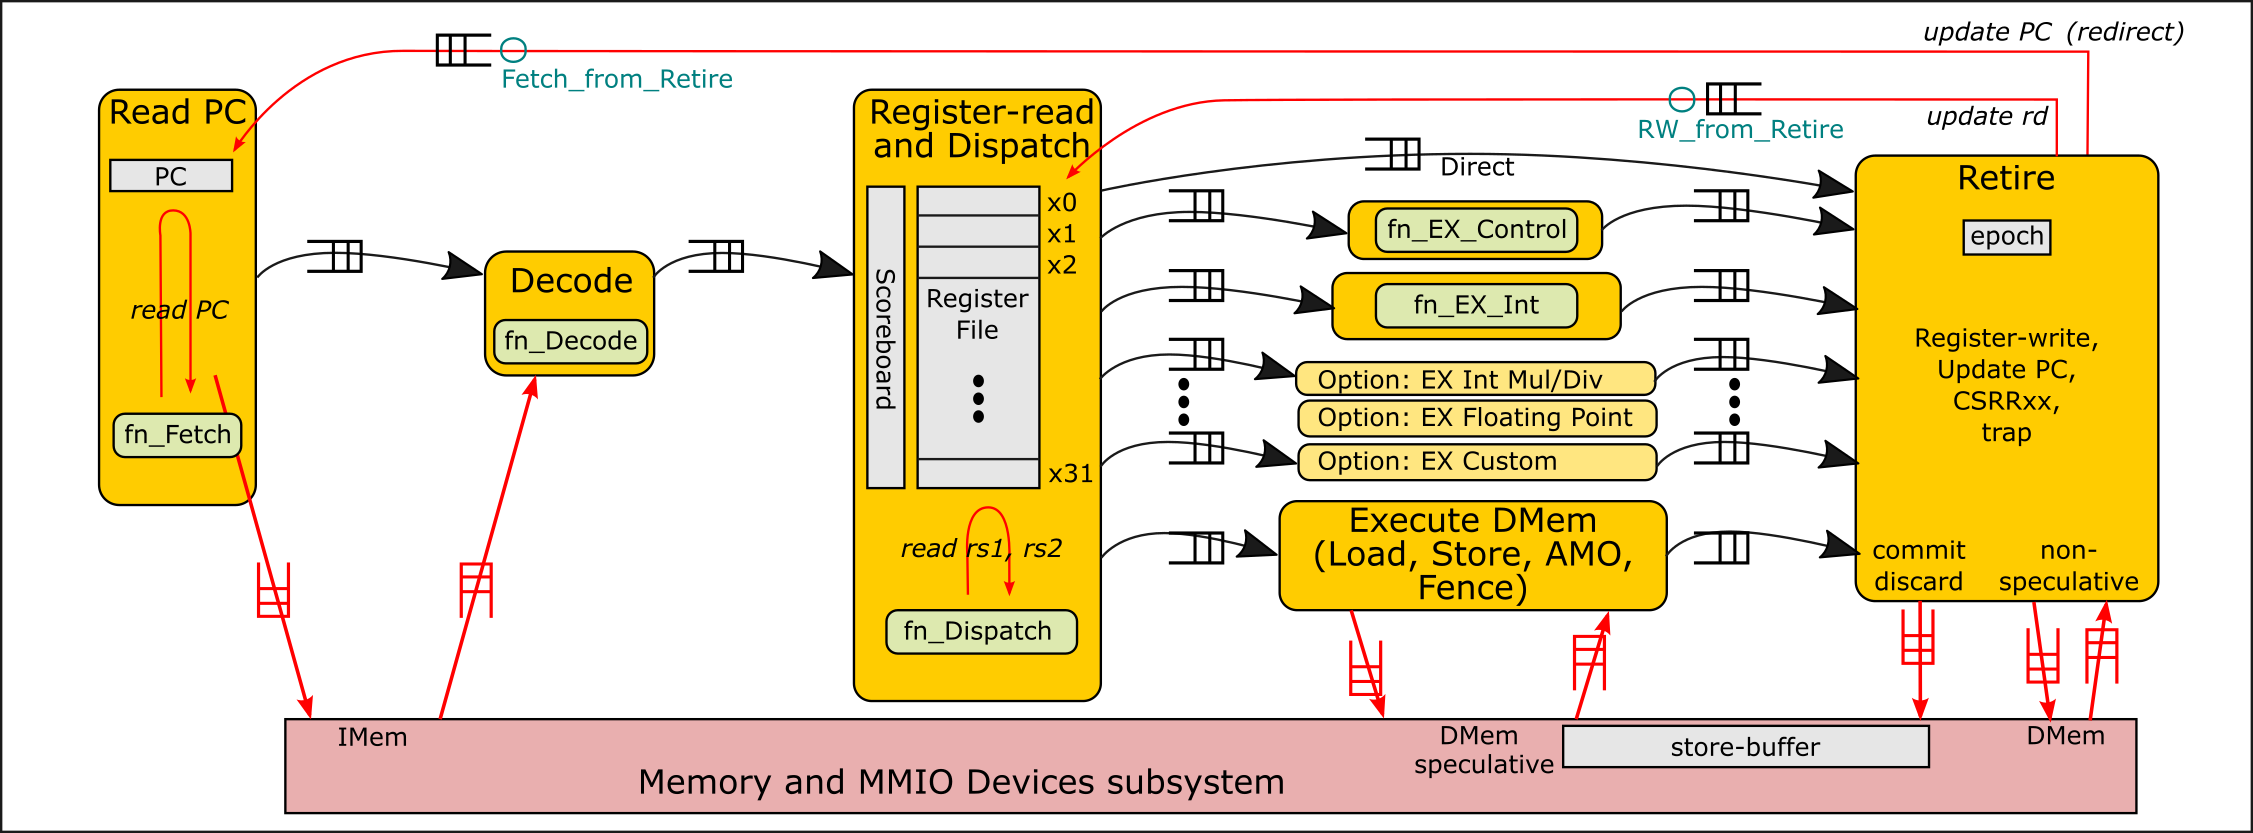 update PC (redirect)
Fetch_from_Retire
update rd
RW_from_Retire
Read PC
PC
read PC
fn_Fetch
Decode
fn_Decode
Register-read
and Dispatch
Scoreboard
x0
x1
x2
Register
File
x31
read rs1, rs2
fn_Dispatch
Direct
fn_EX_Control
fn_EX_Int
Option: EX Int Mul/Div
Option: EX Floating Point
Option: EX Custom
Execute DMem
(Load, Store, AMO,
Fence)
Retire
epoch
Register-write,
Update PC,
CSRRxx,
trap
commit
discard
non-
speculative
IMem
DMem
speculative
store-buffer
DMem
Memory and MMIO Devices subsystem